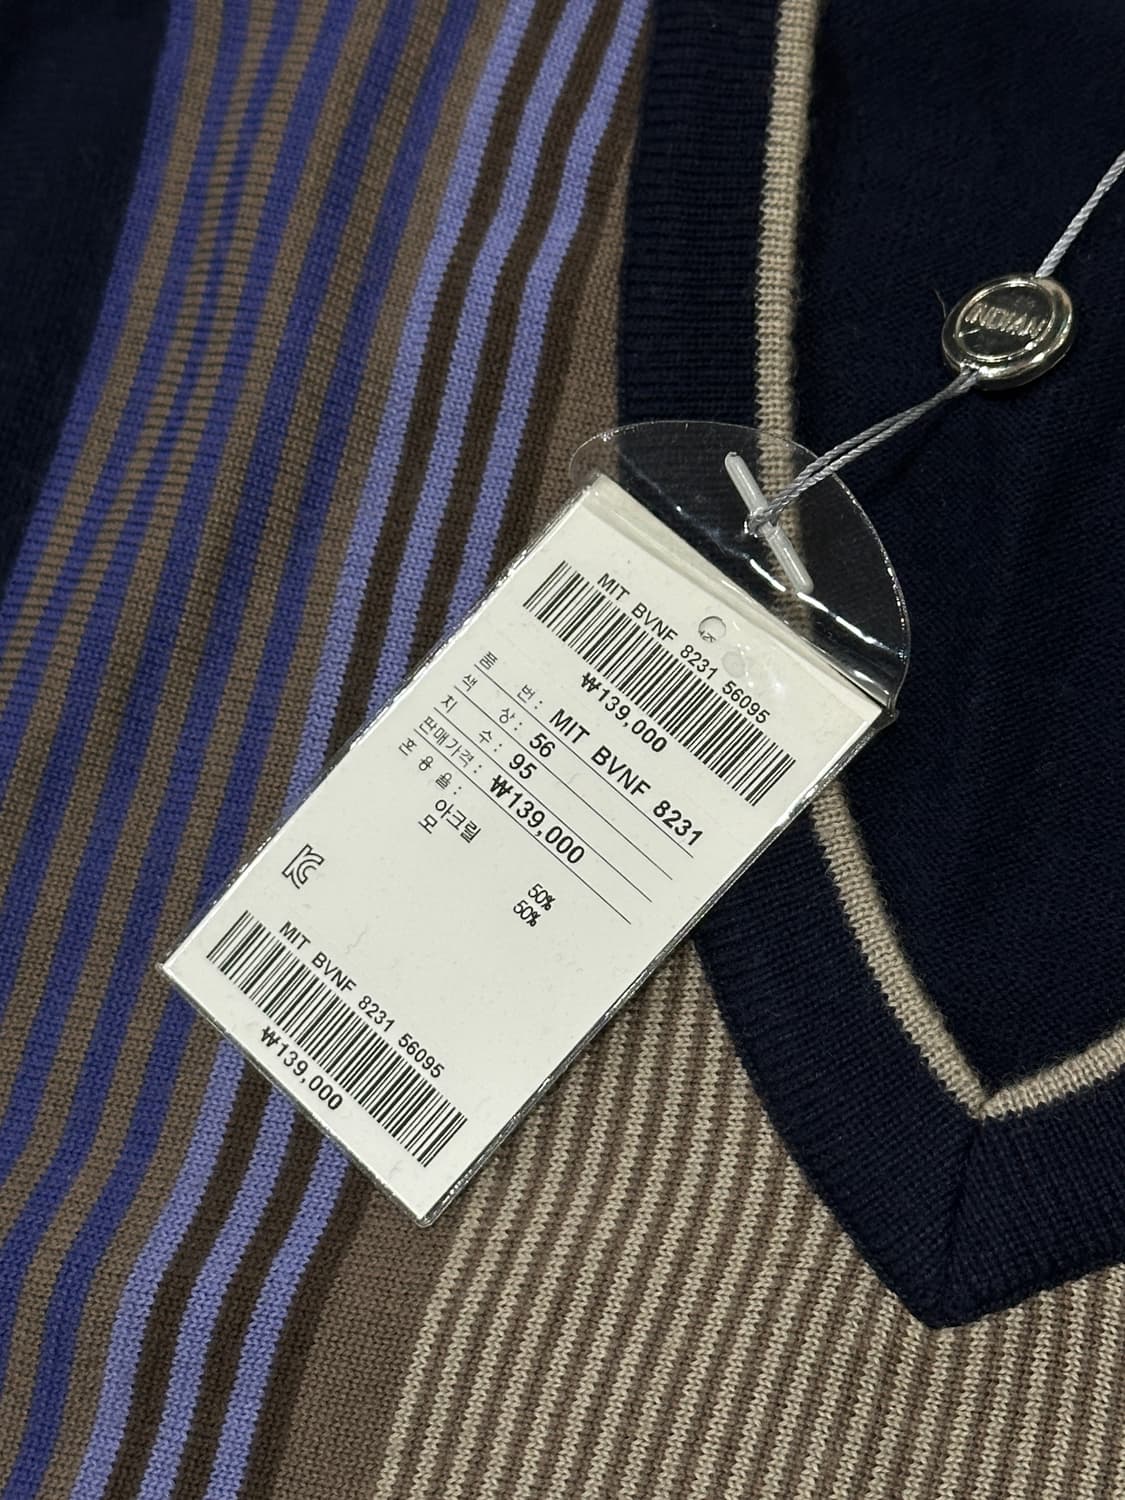 INDIAN
MIT BVNF 8231 56095
₩139,000
품 번 : MIT BVNF 8231
색 상 : 56
치 수 : 95
판매가격 : ₩139,000
혼 용 율 :
아크릴 50%
모 50%
MIT BVNF 8231 56095
₩139,000